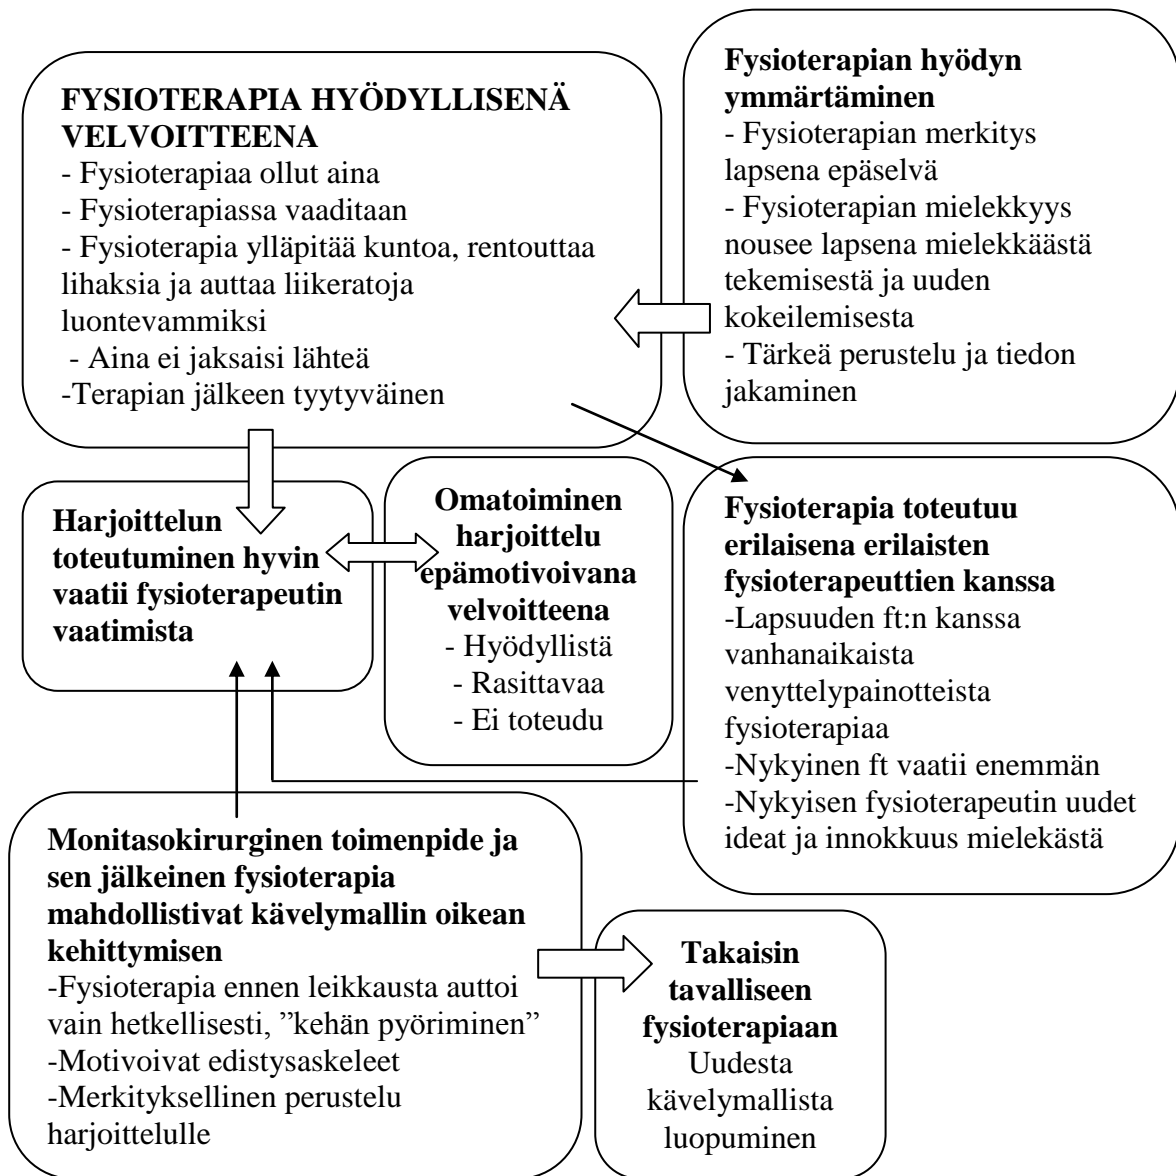 FYSIOTERAPIA HYÖDYLLISENÄ
VELVOITTEENA
- Fysioterapiaa ollut aina
- Fysioterapiassa vaaditaan
- Fysioterapia ylläpitää kuntoa, rentouttaa
lihaksia ja auttaa liikeratoja
luontevammiksi
- Aina ei jaksaisi lähteä
-Terapian jälkeen tyytyväinen
Fysioterapian hyödyn
ymmärtäminen
- Fysioterapian merkitys
lapsena epäselvä
- Fysioterapian mielekkyys
nousee lapsena mielekkäästä
tekemisestä ja uuden
kokeilemisesta
- Tärkeä perustelu ja tiedon
jakaminen
Harjoittelun
toteutuminen hyvin
vaatii fysioterapeutin
vaatimista
Omatoiminen
harjoittelu
epämotivoivana
velvoitteena
- Hyödyllistä
- Rasittavaa
- Ei toteudu
Fysioterapia toteutuu
erilaisena erilaisten
fysioterapeuttien kanssa
-Lapsuuden ft:n kanssa
vanhanaikaista
venyttelypainotteista
fysioterapiaa
-Nykyinen ft vaatii enemmän
-Nykyisen fysioterapeutin uudet
ideat ja innokkuus mielekästä
Monitasokirurginen toimenpide ja
sen jälkeinen fysioterapia
mahdollistivat kävelymallin oikean
kehittymisen
-Fysioterapia ennen leikkausta auttoi
vain hetkellisesti, ”kehän pyöriminen”
-Motivoivat edistysaskeleet
-Merkityksellinen perustelu
harjoittelulle
Takaisin
tavalliseen
fysioterapiaan
Uudesta
kävelymallista
luopuminen